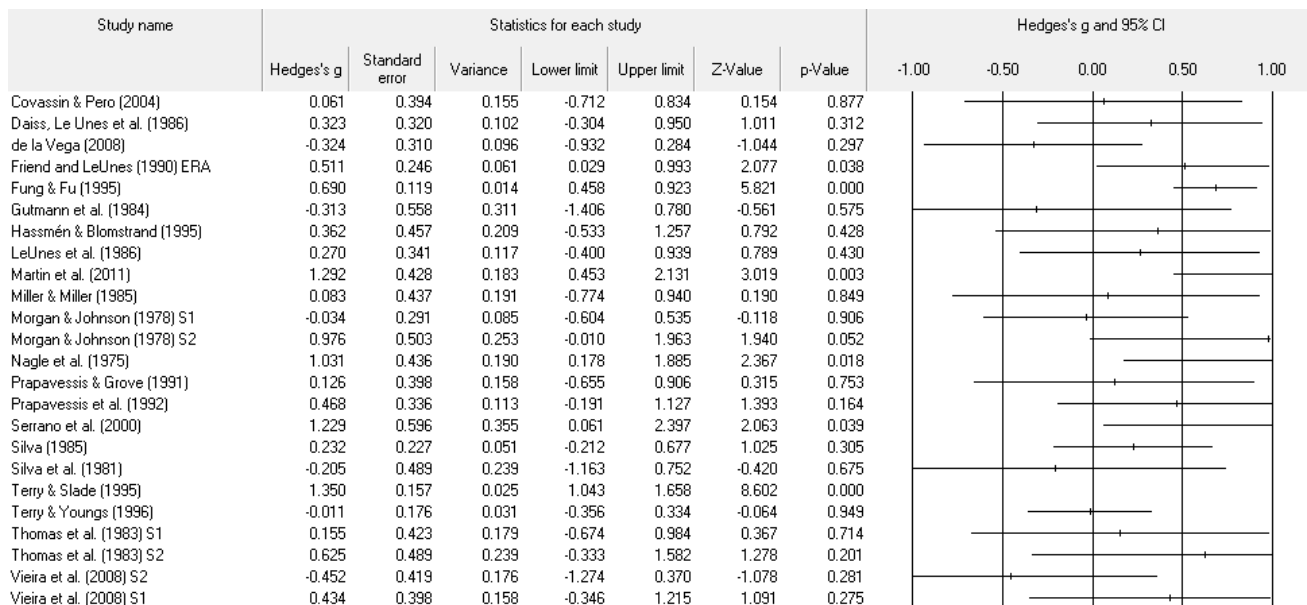 Study name Statistics for each study Hedges's g and 95% CI
Hedges's g Standard error Variance Lower limit Upper limit Z-Value p-Value -1.00 -0.50 0.00 0.50 1.00
Covassin & Pero (2004) 0.061 0.394 0.155 -0.712 0.834 0.154 0.877
Daiss, Le Unes et al. (1986) 0.323 0.320 0.102 -0.304 0.950 1.011 0.312
de la Vega (2008) -0.324 0.310 0.096 -0.932 0.284 -1.044 0.297
Friend and LeUnes (1990) ERA 0.511 0.246 0.061 0.029 0.993 2.077 0.038
Fung & Fu (1995) 0.690 0.119 0.014 0.458 0.923 5.821 0.000
Gutmann et al. (1984) -0.313 0.558 0.311 -1.406 0.780 -0.561 0.575
Hassmén & Blomstrand (1995) 0.362 0.457 0.209 -0.533 1.257 0.792 0.428
LeUnes et al. (1986) 0.270 0.341 0.117 -0.400 0.939 0.789 0.430
Martin et al. (2011) 1.292 0.428 0.183 0.453 2.131 3.019 0.003
Miller & Miller (1985) 0.083 0.437 0.191 -0.774 0.940 0.190 0.849
Morgan & Johnson (1978) S1 -0.034 0.291 0.085 -0.604 0.535 -0.118 0.906
Morgan & Johnson (1978) S2 0.976 0.503 0.253 -0.010 1.963 1.940 0.052
Nagle et al. (1975) 1.031 0.436 0.190 0.178 1.885 2.367 0.018
Prapavessis & Grove (1991) 0.126 0.398 0.158 -0.655 0.906 0.315 0.753
Prapavessis et al. (1992) 0.468 0.336 0.113 -0.191 1.127 1.393 0.164
Serrano et al. (2000) 1.229 0.596 0.355 0.061 2.397 2.063 0.039
Silva (1985) 0.232 0.227 0.051 -0.212 0.677 1.025 0.305
Silva et al. (1981) -0.205 0.489 0.239 -1.163 0.752 -0.420 0.675
Terry & Slade (1995) 1.350 0.157 0.025 1.043 1.658 8.602 0.000
Terry & Youngs (1996) -0.011 0.176 0.031 -0.356 0.334 -0.064 0.949
Thomas et al. (1983) S1 0.155 0.423 0.179 -0.674 0.984 0.367 0.714
Thomas et al. (1983) S2 0.625 0.489 0.239 -0.333 1.582 1.278 0.201
Vieira et al. (2008) S2 -0.452 0.419 0.176 -1.274 0.370 -1.078 0.281
Vieira et al. (2008) S1 0.434 0.398 0.158 -0.346 1.215 1.091 0.275